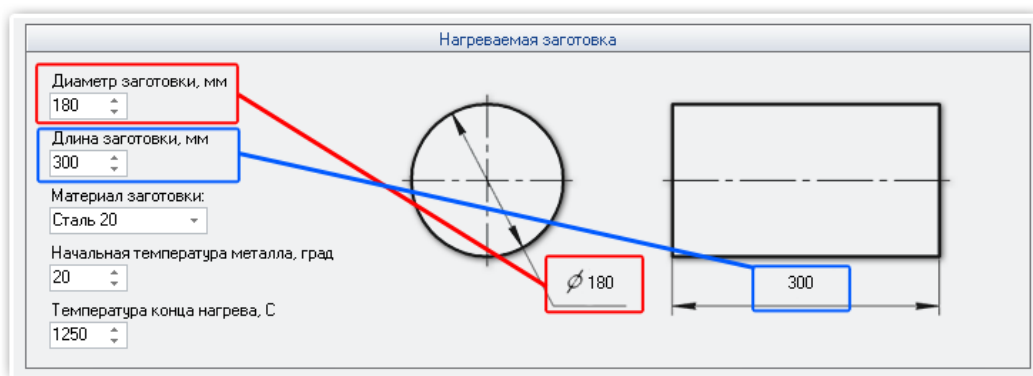 Нагреваемая заготовка
Диаметр заготовки, мм
180
Длина заготовки, мм
300
Материал заготовки:
Сталь 20
Начальная температура металла, град
20
Температура конца нагрева, С
1250
⌀ 180
300